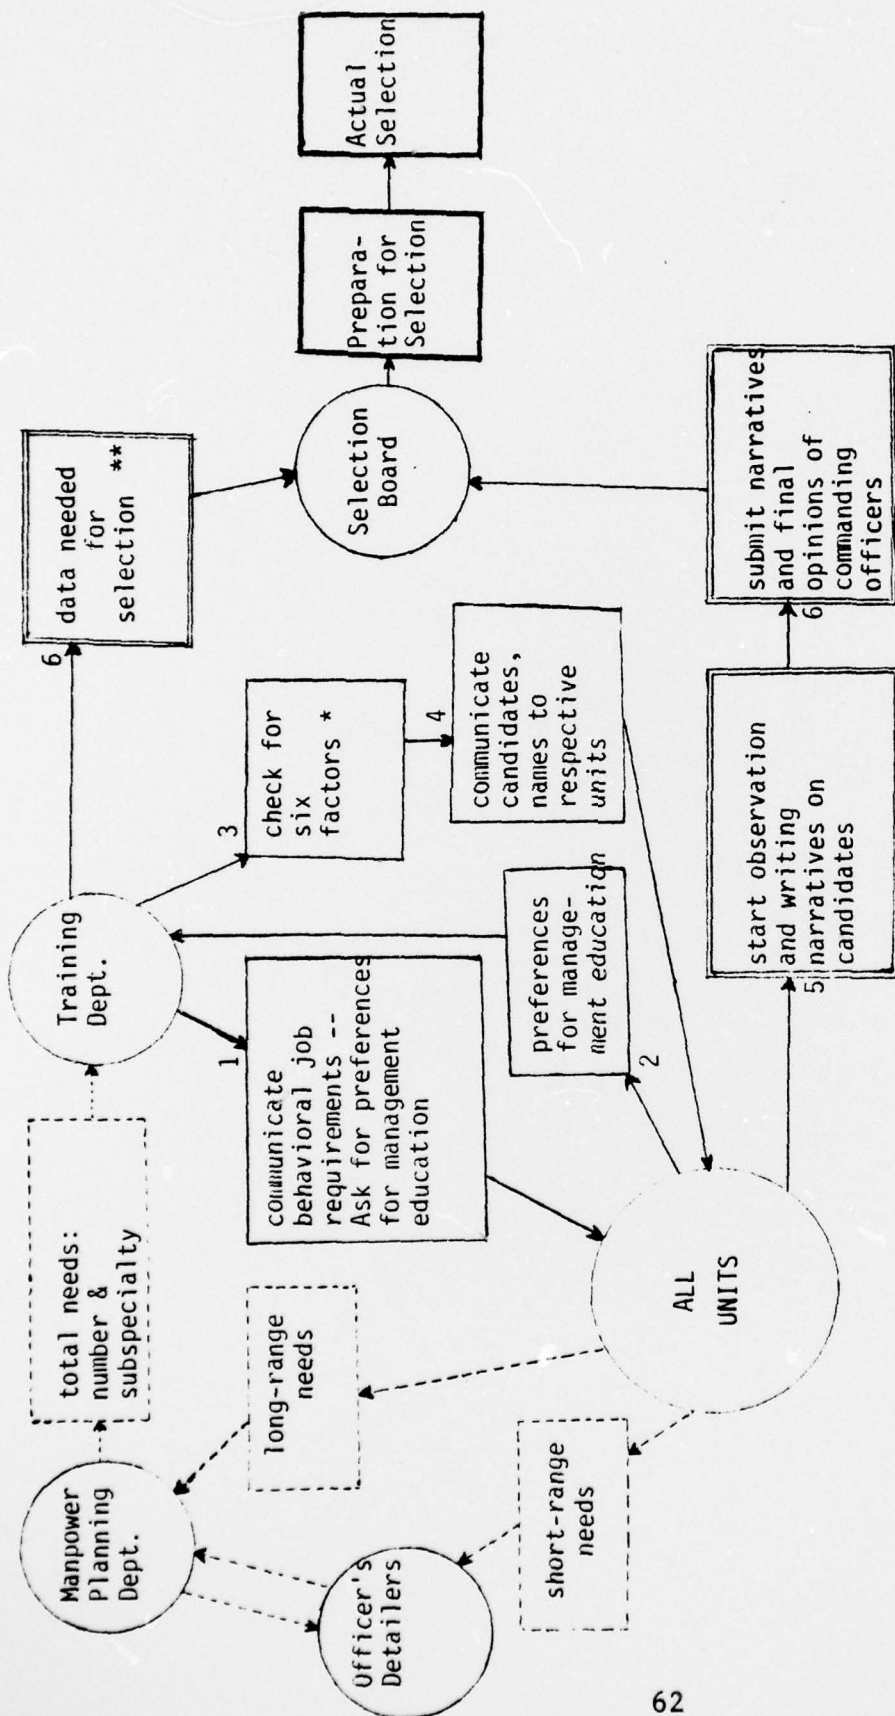 Manpower
Planning
Dept.
total needs:
number &
subspecialty
Training
Dept.
6
data needed
for
selection **
Officer's
Detailers
long-range
needs
short-range
needs
1
communicate
behavioral job
requirements --
Ask for preferences
for management
education
2
preferences
for manage-
ment education
3
check for
six
factors *
4
communicate
candidates,
names to
respective
units
Selection
Board
Prepara-
tion for
Selection
Actual
Selection
ALL
UNITS
5
start observation
and writing
narratives on
candidates
6
submit narratives
and final
opinions of
commanding
officers
62